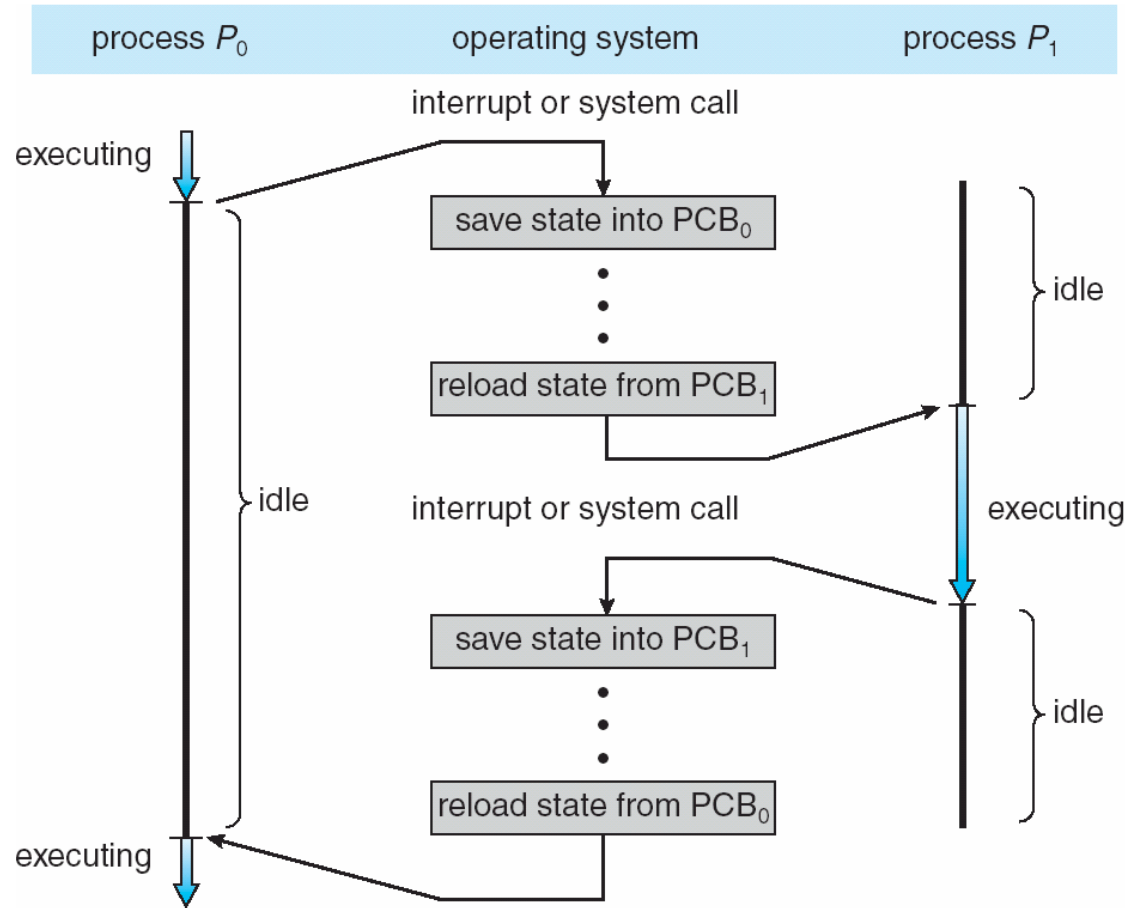 process P₀ operating system process P₁
interrupt or system call
executing
save state into PCB₀
idle
reload state from PCB₁
idle
interrupt or system call
executing
save state into PCB₁
idle
reload state from PCB₀
executing